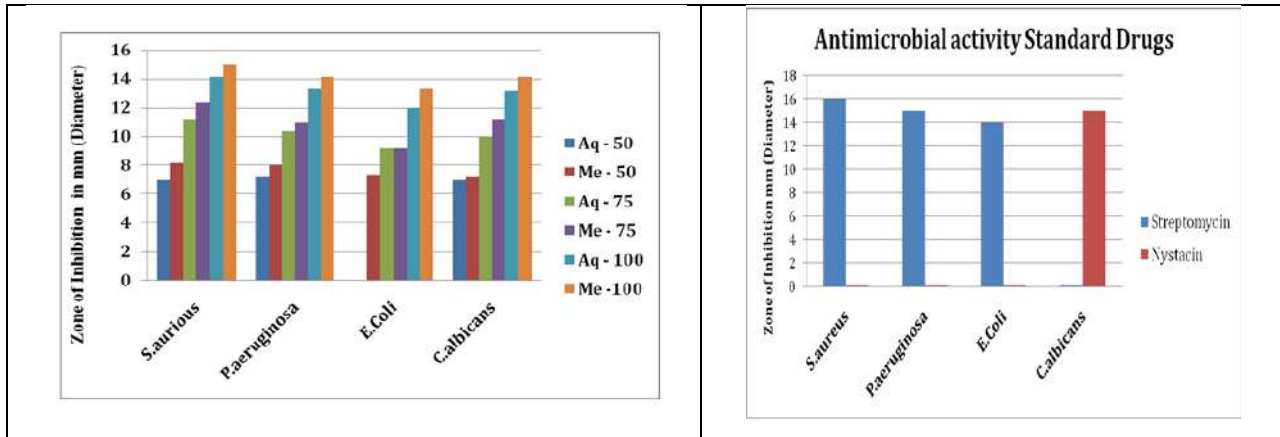 Zone of Inhibition in mm (Diameter)
16
14
12
10
8
6
4
2
0
S.aurious
P.aeruginosa
E.Coli
C.albicans
Aq - 50
Me - 50
Aq - 75
Me - 75
Aq - 100
Me -100
Antimicrobial activity Standard Drugs
Zone of Inhibition mm (Diameter)
18
16
14
12
10
8
6
4
2
0
S.aureus
P.aeruginosa
E.Coli
C.albicans
Streptomycin
Nystacin